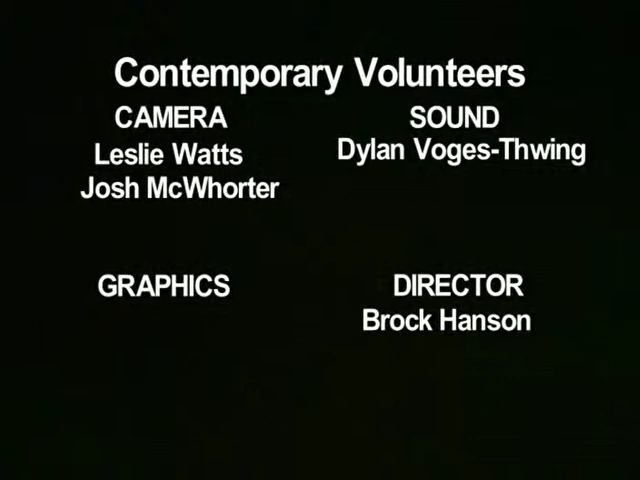 Contemporary Volunteers
CAMERA
Leslie Watts
Josh McWhorter
SOUND
Dylan Voges-Thwing
GRAPHICS
DIRECTOR
Brock Hanson